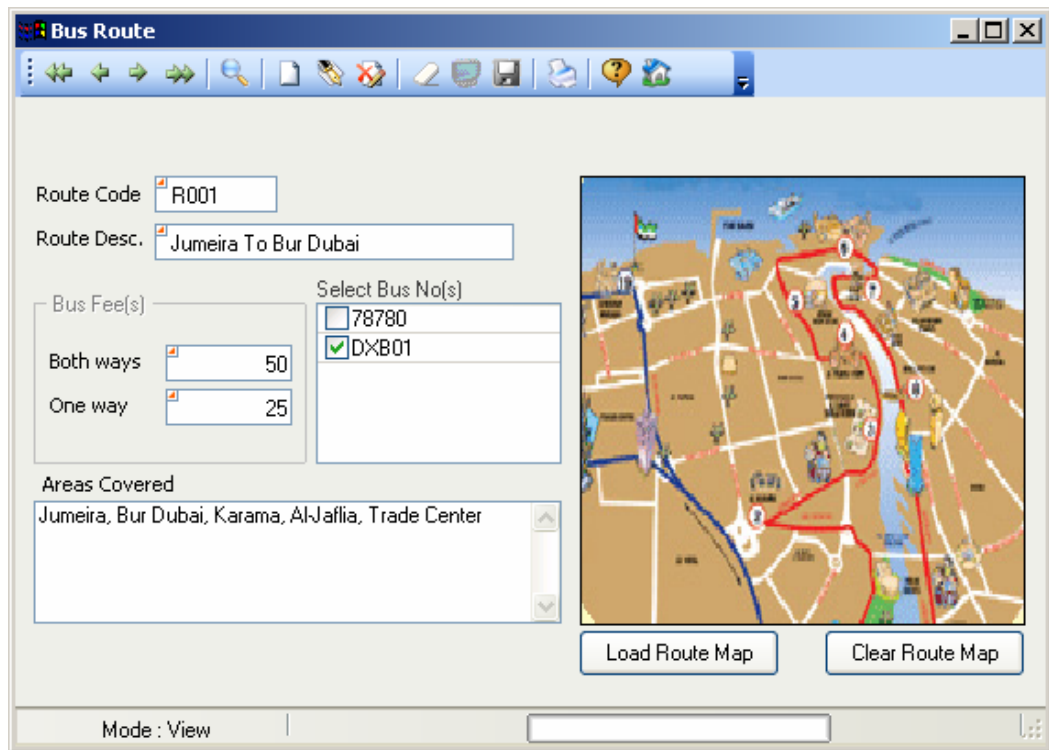 Bus Route
Route Code R001
Route Desc. Jumeira To Bur Dubai
Bus Fee(s)
Both ways 50
One way 25
Select Bus No(s)
78780
DXB01
Areas Covered
Jumeira, Bur Dubai, Karama, Al-Jaflia, Trade Center
Load Route Map Clear Route Map
Mode : View